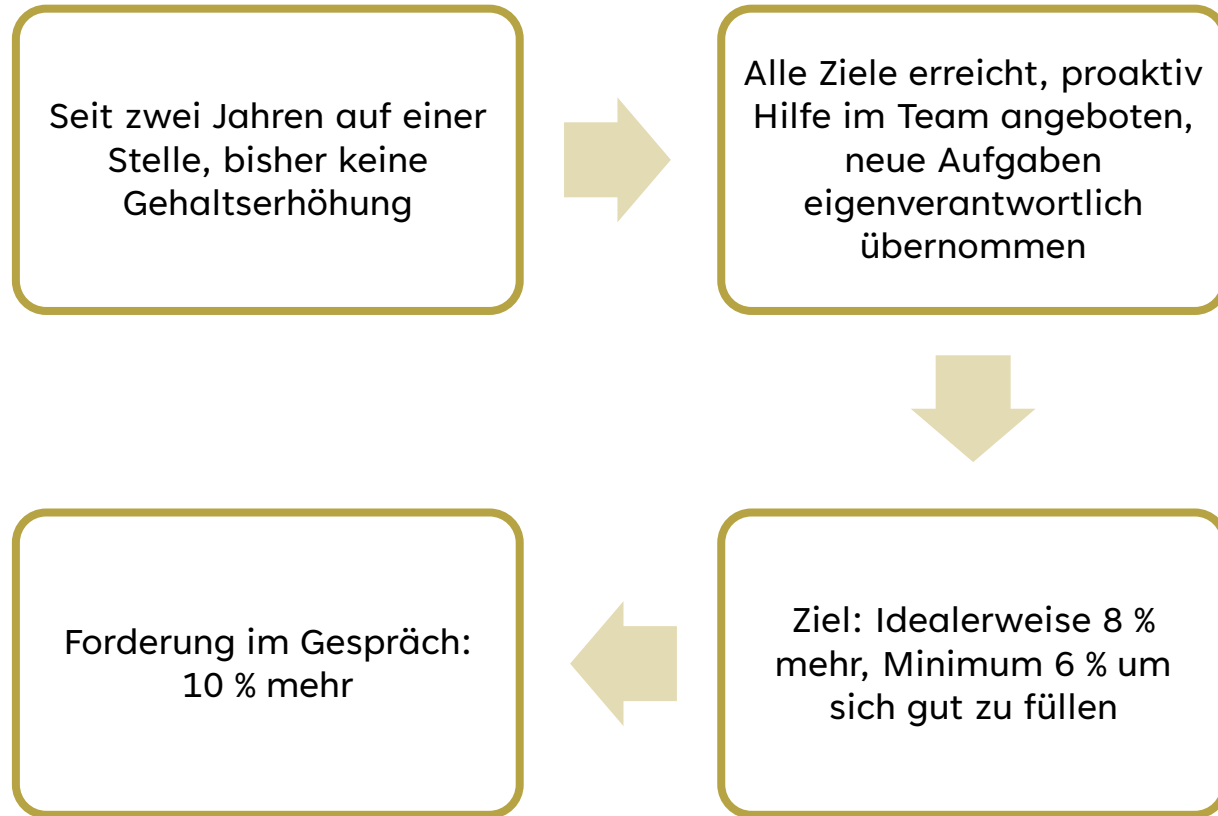 Seit zwei Jahren auf einer
Stelle, bisher keine
Gehaltserhöhung
Alle Ziele erreicht, proaktiv
Hilfe im Team angeboten,
neue Aufgaben
eigenverantwortlich
übernommen
Ziel: Idealerweise 8 %
mehr, Minimum 6 % um
sich gut zu füllen
Forderung im Gespräch:
10 % mehr